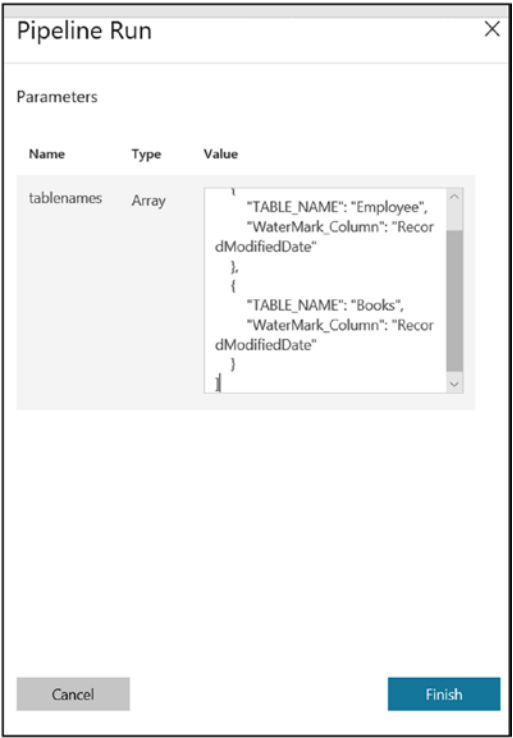 Pipeline Run
Parameters
Name Type Value
tablenames Array
"TABLE_NAME": "Employee",
"WaterMark_Column": "Recor
dModifiedDate"
},
{
"TABLE_NAME": "Books",
"WaterMark_Column": "Recor
dModifiedDate"
}
]
Cancel Finish